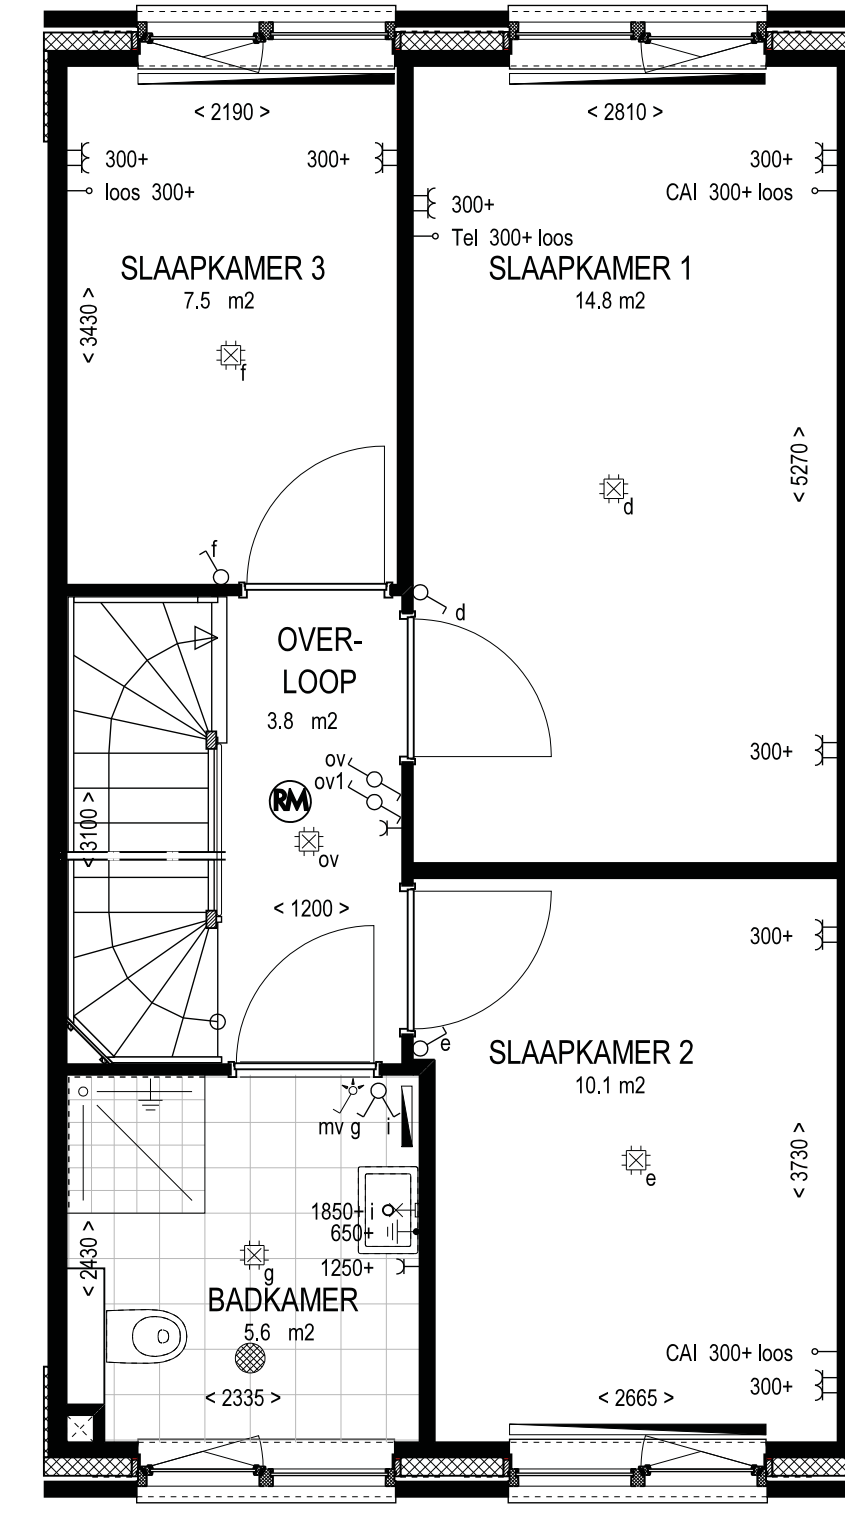 < 2190 >
< 2810 >
300+
300+
300+
loos 300+
CAI 300+ loos
300+
Tel 300+ loos
SLAAPKAMER 3
7.5 m2
SLAAPKAMER 1
14.8 m2
< 3430 >
f
< 5270 >
d
f
d
OVER-
LOOP
3.8 m2
ov
ov1
300+
RM
< 3100 >
ov
< 1200 >
300+
e
SLAAPKAMER 2
10.1 m2
mv g i
< 3730 >
e
1850+ i
650+
1250+
< 2430 >
g
BADKAMER
5.6 m2
CAI 300+ loos
300+
< 2335 >
< 2665 >